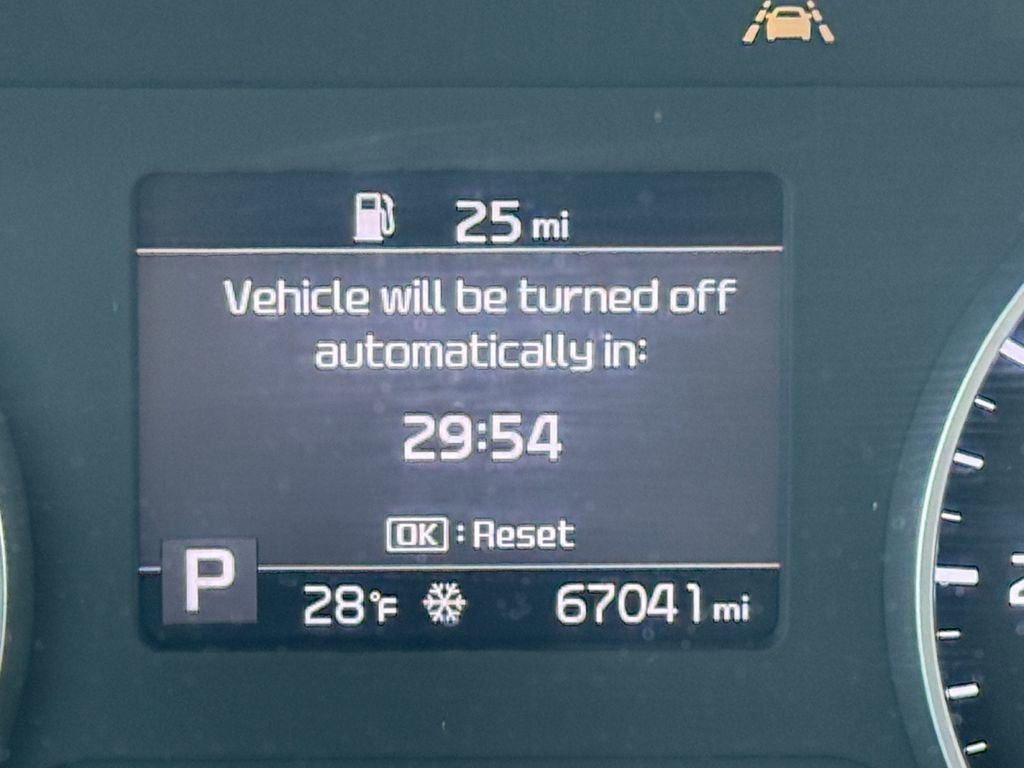 25 mi
Vehicle will be turned off
automatically in:
29:54
OK : Reset
P
28°F 67041 mi